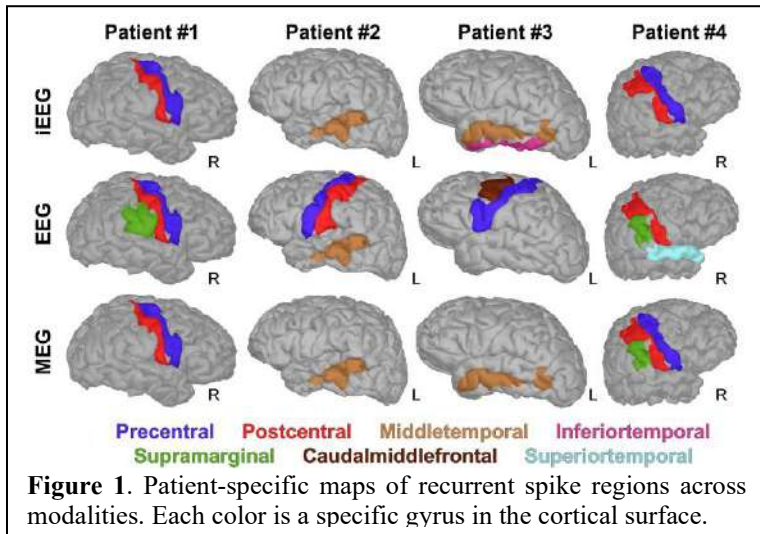 Patient #1 Patient #2 Patient #3 Patient #4
iEEG
R L L R
EEG
R L L R
MEG
R L L R
Precentral Postcentral Middletemporal Inferiortemporal
Supramarginal Caudalmiddlefrontal Superiortemporal
Figure 1. Patient-specific maps of recurrent spike regions across
modalities. Each color is a specific gyrus in the cortical surface.